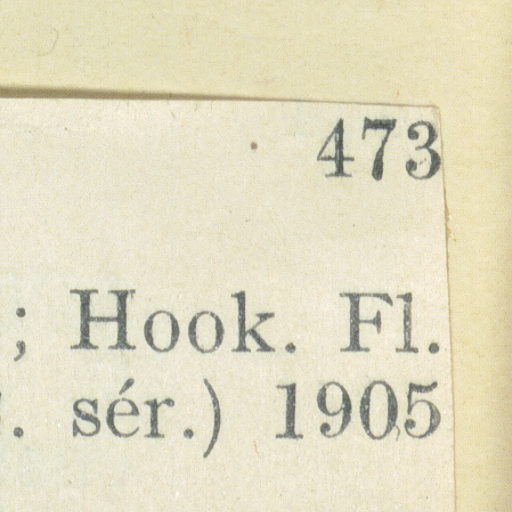 473
; Hook. Fl.
. sér.) 1905